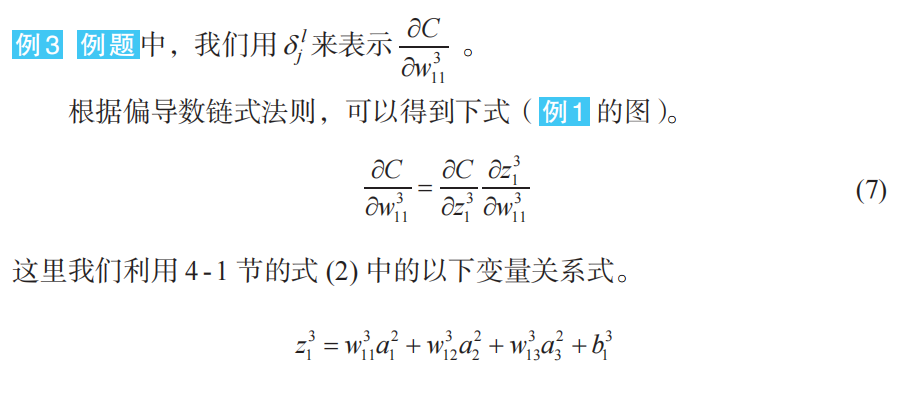 例3 例题中，我们用 $\delta_j^l$ 来表示 $\frac{\partial C}{\partial w_{11}^3}$ 。
根据偏导数链式法则，可以得到下式（例1的图）。
$\frac{\partial C}{\partial w_{11}^3} = \frac{\partial C}{\partial z_1^3} \frac{\partial z_1^3}{\partial w_{11}^3}$ (7)
这里我们利用 4-1 节的式 (2) 中的以下变量关系式。
$z_1^3 = w_{11}^3 a_1^2 + w_{12}^3 a_2^2 + w_{13}^3 a_3^2 + b_1^3$